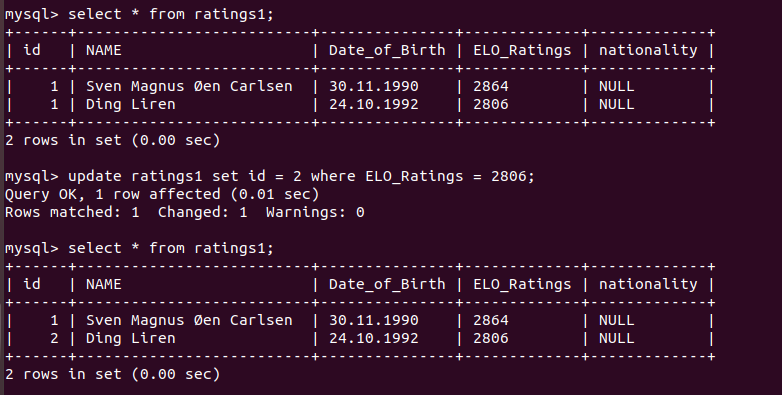 mysql> select * from ratings1;
+------+--------------------------+---------------+-------------+-------------+
| id   | NAME                     | Date_of_Birth | ELO_Ratings | nationality |
+------+--------------------------+---------------+-------------+-------------+
|    1 | Sven Magnus Øen Carlsen  | 30.11.1990    | 2864        | NULL        |
|    1 | Ding Liren               | 24.10.1992    | 2806        | NULL        |
+------+--------------------------+---------------+-------------+-------------+
2 rows in set (0.00 sec)
mysql> update ratings1 set id = 2 where ELO_Ratings = 2806;
Query OK, 1 row affected (0.01 sec)
Rows matched: 1  Changed: 1  Warnings: 0
mysql> select * from ratings1;
+------+--------------------------+---------------+-------------+-------------+
| id   | NAME                     | Date_of_Birth | ELO_Ratings | nationality |
+------+--------------------------+---------------+-------------+-------------+
|    1 | Sven Magnus Øen Carlsen  | 30.11.1990    | 2864        | NULL        |
|    2 | Ding Liren               | 24.10.1992    | 2806        | NULL        |
+------+--------------------------+---------------+-------------+-------------+
2 rows in set (0.00 sec)